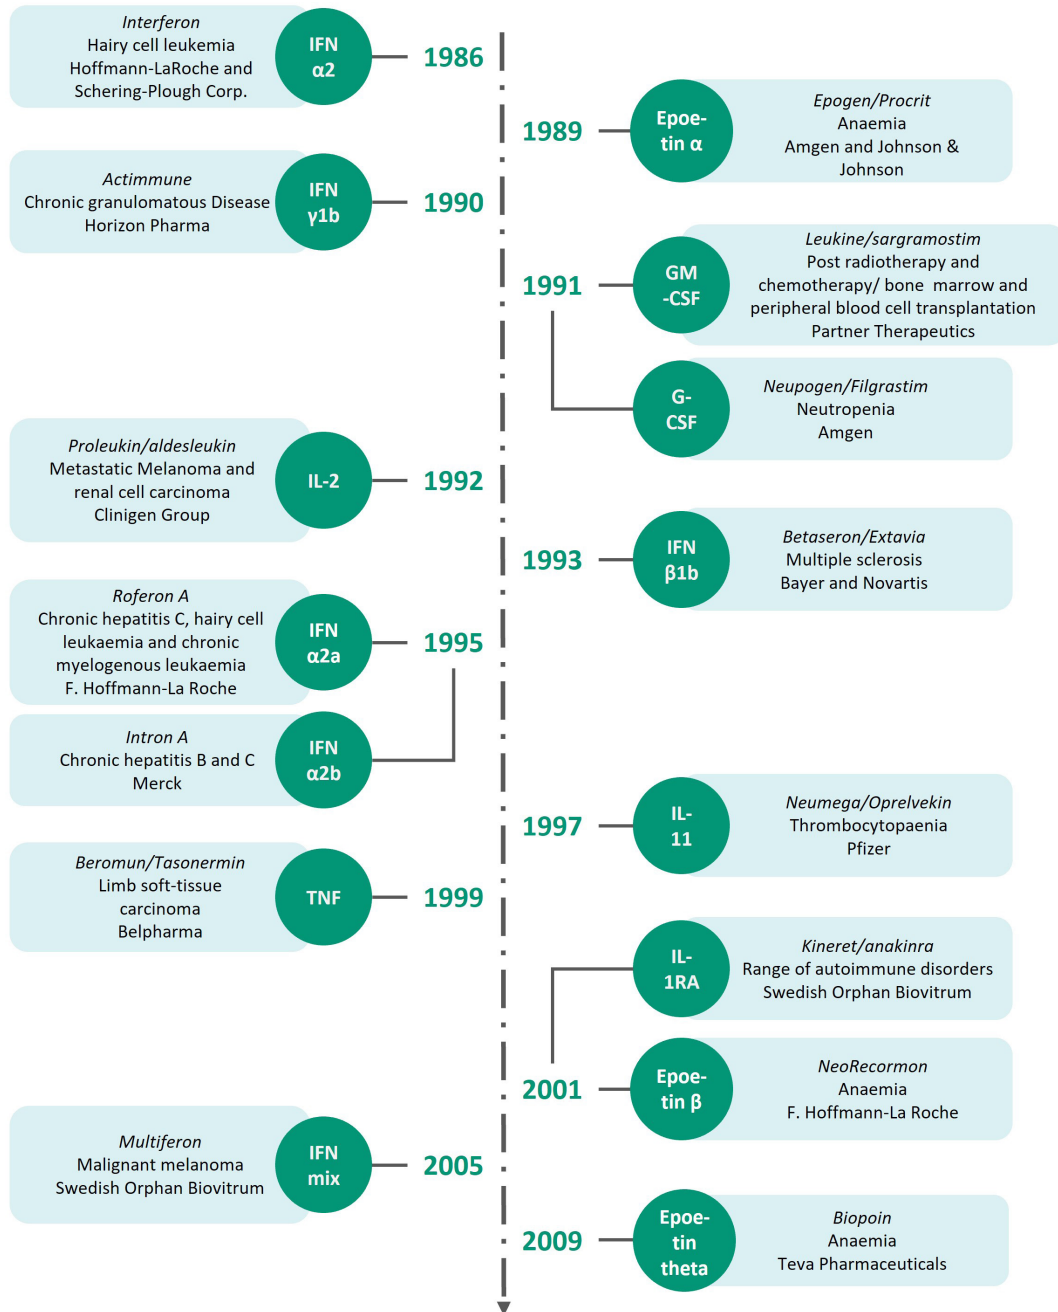 Interferon
Hairy cell leukemia
Hoffmann-LaRoche and
Schering-Plough Corp.
IFN
α2
1986
1989
Epoe-
tin α
Epogen/Procrit
Anaemia
Amgen and Johnson &
Johnson
Actimmune
Chronic granulomatous Disease
Horizon Pharma
IFN
γ1b
1990
1991
GM
-CSF
Leukine/sargramostim
Post radiotherapy and
chemotherapy/ bone marrow and
peripheral blood cell transplantation
Partner Therapeutics
G-
CSF
Neupogen/Filgrastim
Neutropenia
Amgen
Proleukin/aldesleukin
Metastatic Melanoma and
renal cell carcinoma
Clinigen Group
IL-2
1992
1993
IFN
β1b
Betaseron/Extavia
Multiple sclerosis
Bayer and Novartis
Roferon A
Chronic hepatitis C, hairy cell
leukaemia and chronic
myelogenous leukaemia
F. Hoffmann-La Roche
IFN
α2a
1995
Intron A
Chronic hepatitis B and C
Merck
IFN
α2b
1997
IL-
11
Neumega/Oprelvekin
Thrombocytopaenia
Pfizer
Beromun/Tasonermin
Limb soft-tissue
carcinoma
Belpharma
TNF
1999
IL-
1RA
Kineret/anakinra
Range of autoimmune disorders
Swedish Orphan Biovitrum
2001
Epoe-
tin β
NeoRecormon
Anaemia
F. Hoffmann-La Roche
Multiferon
Malignant melanoma
Swedish Orphan Biovitrum
IFN
mix
2005
2009
Epoe-
tin
theta
Biopoin
Anaemia
Teva Pharmaceuticals